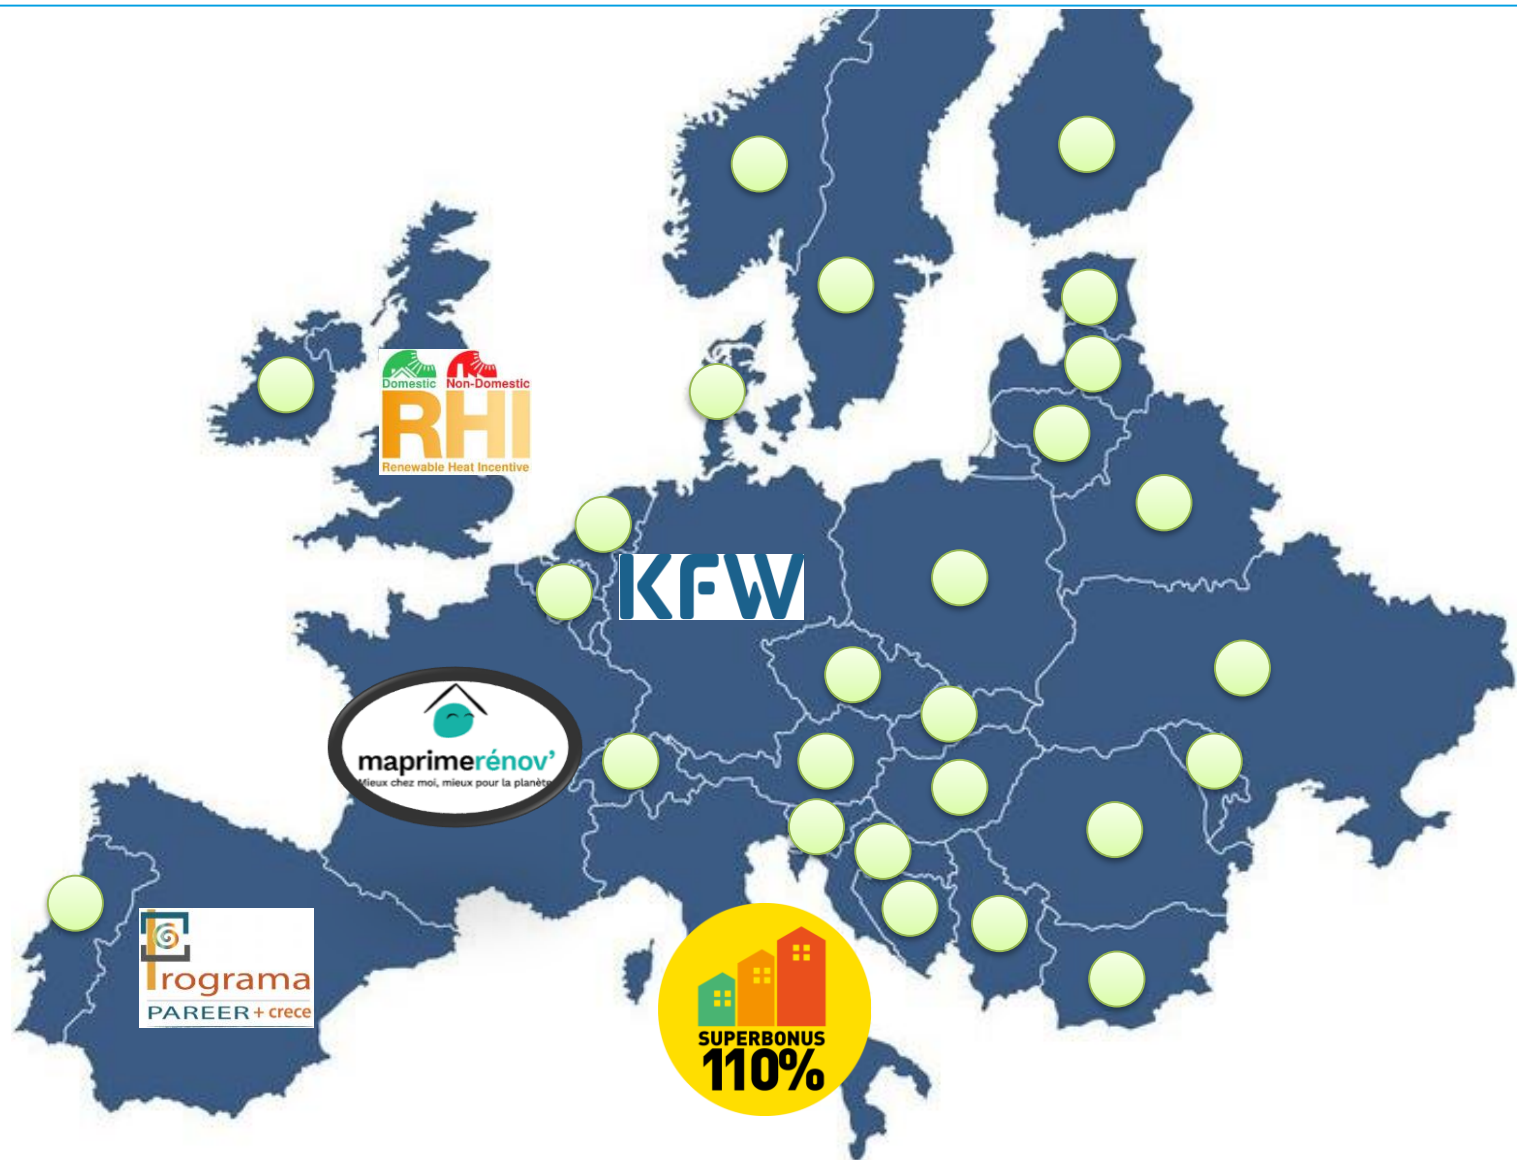 Domestic Non-Domestic
RHI
Renewable Heat Incentive
KFW
maprimerénov'
Mieux chez moi, mieux pour la planète
Programa
PAREER + crece
SUPERBONUS
110%